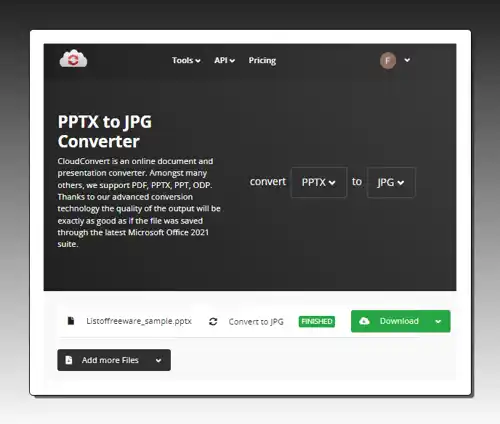 Tools API Pricing F
PPTX to JPG
Converter
CloudConvert is an online document and
presentation converter. Amongst many
others, we support PDF, PPTX, PPT, ODP.
Thanks to our advanced conversion
technology the quality of the output will be
exactly as good as if the file was saved
through the latest Microsoft Office 2021
suite.
convert PPTX to JPG
Listoffreeware_sample.pptx Convert to JPG FINISHED Download
Add more Files